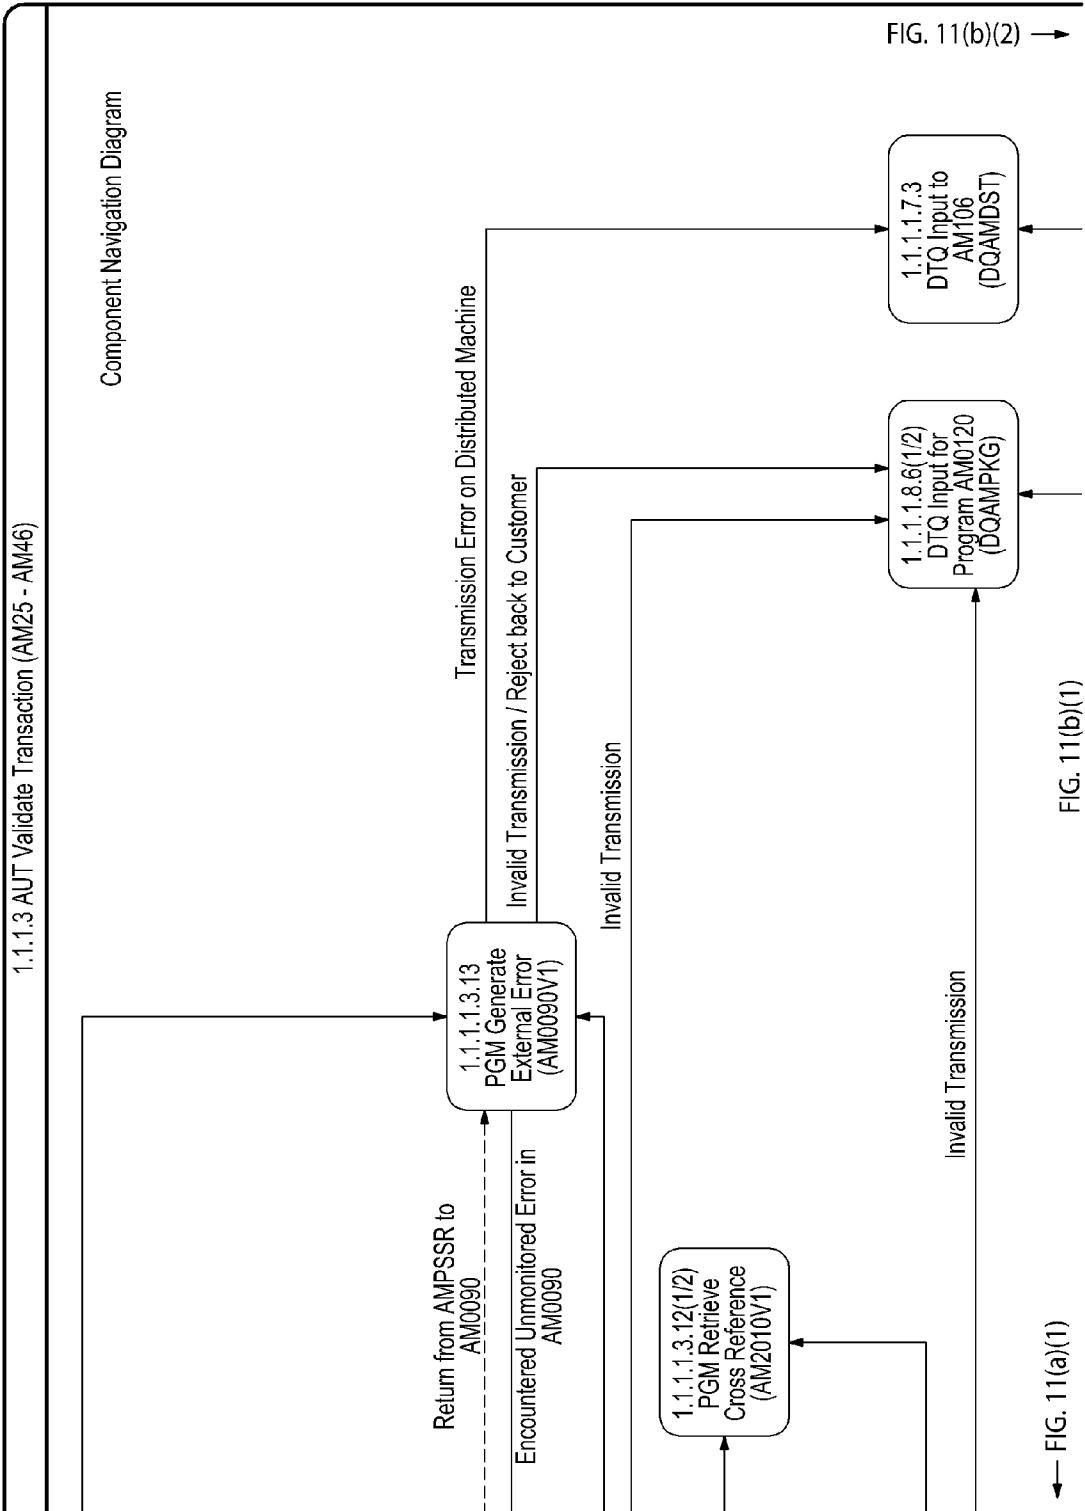 1.1.1.3 AUT Validate Transaction (AM25 - AM46)
Component Navigation Diagram
Return from AMPSSR to
AM0090
Encountered Unmonitored Error in
AM0090
1.1.1.1.3.13
PGM Generate
External Error
(AM0090V1)
Transmission Error on Distributed Machine
Invalid Transmission / Reject back to Customer
Invalid Transmission
1.1.1.1.3.12(1/2)
PGM Retrieve
Cross Reference
(AM2010V1)
Invalid Transmission
1.1.1.1.8.6(1/2)
DTQ Input for
Program AM0120
(DQAMPKG)
1.1.1.1.7.3
DTQ Input to
AM106
(DQAMDST)
FIG. 11(a)(1)
FIG. 11(b)(1)
FIG. 11(b)(2)